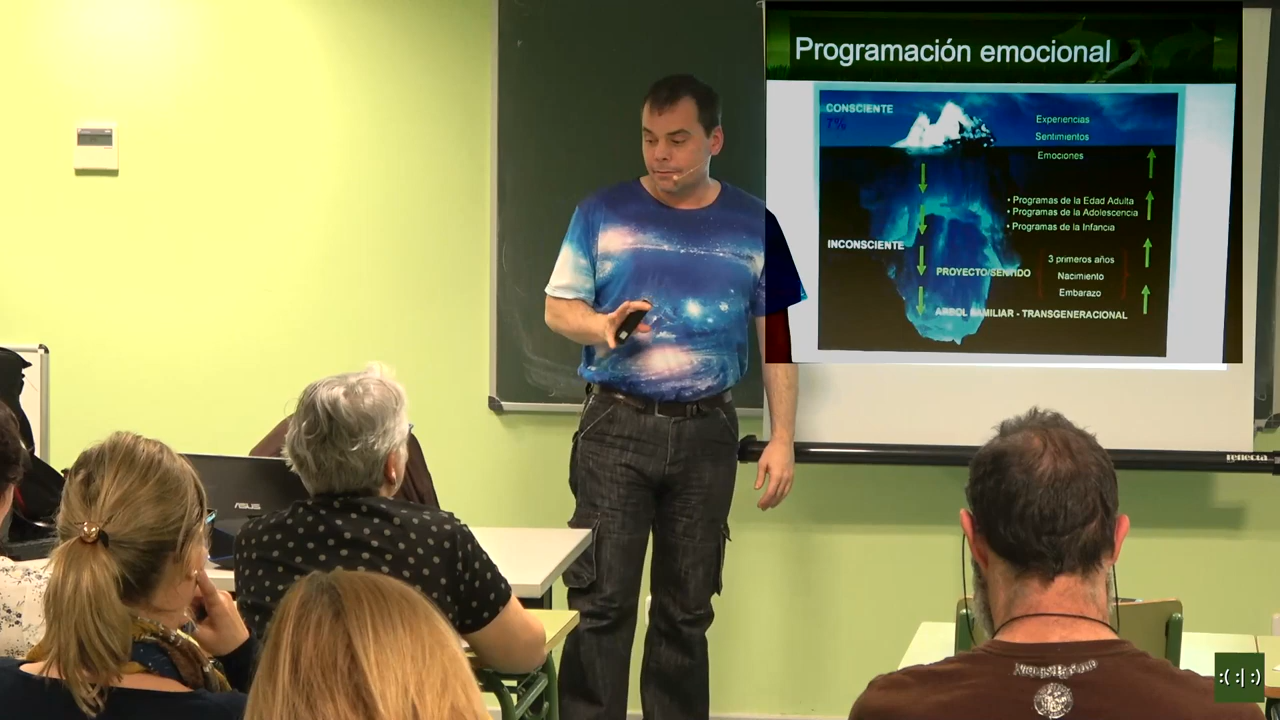 Programación emocional
CONSCIENTE
7%
Experiencias
Sentimientos
Emociones
• Programas de la Edad Adulta
• Programas de la Adolescencia
• Programas de la Infancia
INCONSCIENTE
3 primeros años
PROYECTO/SENTIDO
Nacimiento
Embarazo
ARBOL FAMILIAR - TRANSGENERACIONAL
ASUS
:( :|:)